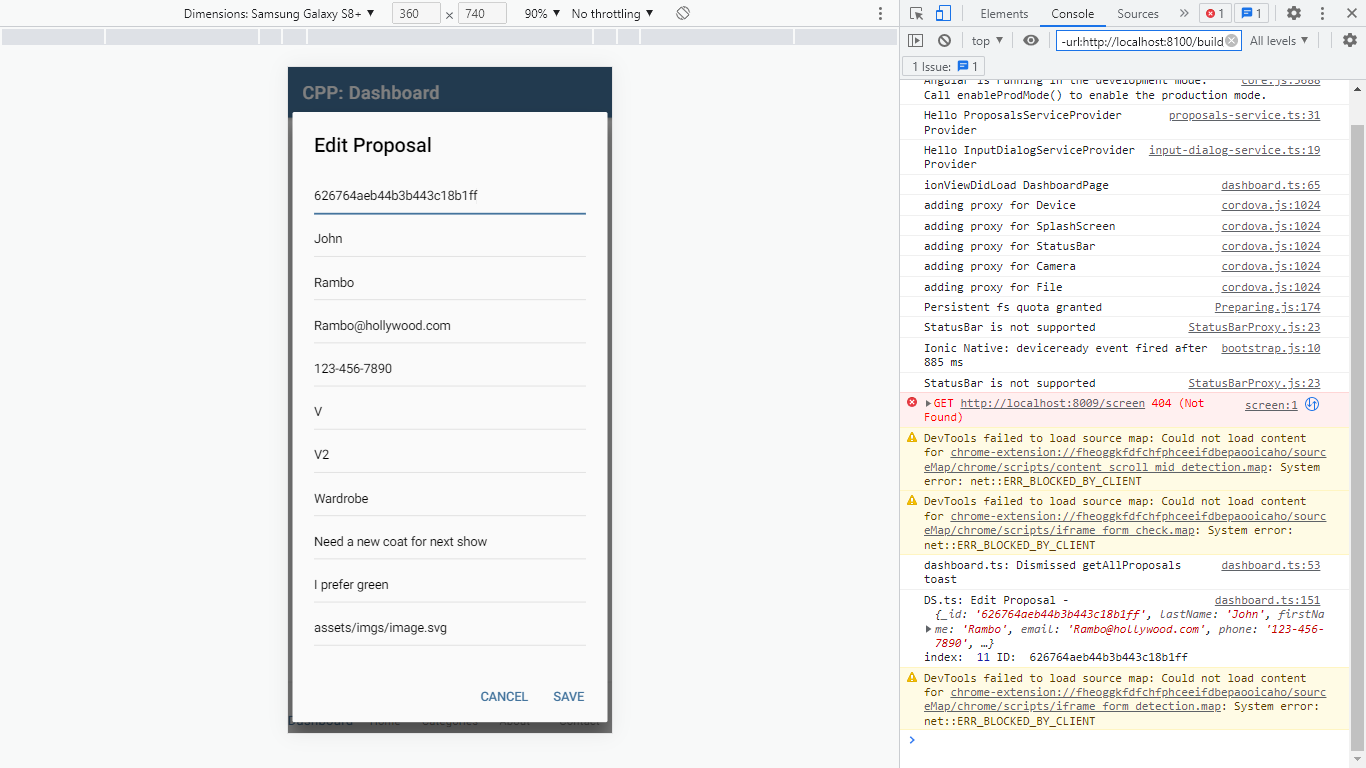 Dimensions: Samsung Galaxy S8+ ▼ 360 × 740 90% ▼ No throttling ▼
Elements Console Sources » 1 1
top ▼ -url:http://localhost:8100/build All levels ▼
1 Issue: 1
CPP: Dashboard
Edit Proposal
626764aeb44b3b443c18b1ff
John
Rambo
Rambo@hollywood.com
123-456-7890
V
V2
Wardrobe
Need a new coat for next show
I prefer green
assets/imgs/image.svg
CANCEL SAVE
Dashboard Home Categories About Contact
Angular is running in the development mode. core.js:3688
Call enableProdMode() to enable the production mode.
Hello ProposalsServiceProvider proposals-service.ts:31
Provider
Hello InputDialogServiceProvider input-dialog-service.ts:19
Provider
ionViewDidLoad DashboardPage dashboard.ts:65
adding proxy for Device cordova.js:1024
adding proxy for SplashScreen cordova.js:1024
adding proxy for StatusBar cordova.js:1024
adding proxy for Camera cordova.js:1024
adding proxy for File cordova.js:1024
Persistent fs quota granted Preparing.js:174
StatusBar is not supported StatusBarProxy.js:23
Ionic Native: deviceready event fired after bootstrap.js:10
885 ms
StatusBar is not supported StatusBarProxy.js:23
GET http://localhost:8009/screen 404 (Not screen:1
Found)
DevTools failed to load source map: Could not load content
for chrome-extension://fheoggkfdfchfphceeifdbepaooicaho/sourc
eMap/chrome/scripts/content_scroll_mid_detection.map: System
error: net::ERR_BLOCKED_BY_CLIENT
DevTools failed to load source map: Could not load content
for chrome-extension://fheoggkfdfchfphceeifdbepaooicaho/sourc
eMap/chrome/scripts/iframe_form_check.map: System error:
net::ERR_BLOCKED_BY_CLIENT
dashboard.ts: Dismissed getAllProposals dashboard.ts:53
toast
DS.ts: Edit Proposal - dashboard.ts:151
{_id: '626764aeb44b3b443c18b1ff', lastName: 'John', firstNa
me: 'Rambo', email: 'Rambo@hollywood.com', phone: '123-456-
7890', …}
index: 11 ID: 626764aeb44b3b443c18b1ff
DevTools failed to load source map: Could not load content
for chrome-extension://fheoggkfdfchfphceeifdbepaooicaho/sourc
eMap/chrome/scripts/iframe_form_detection.map: System error:
net::ERR_BLOCKED_BY_CLIENT